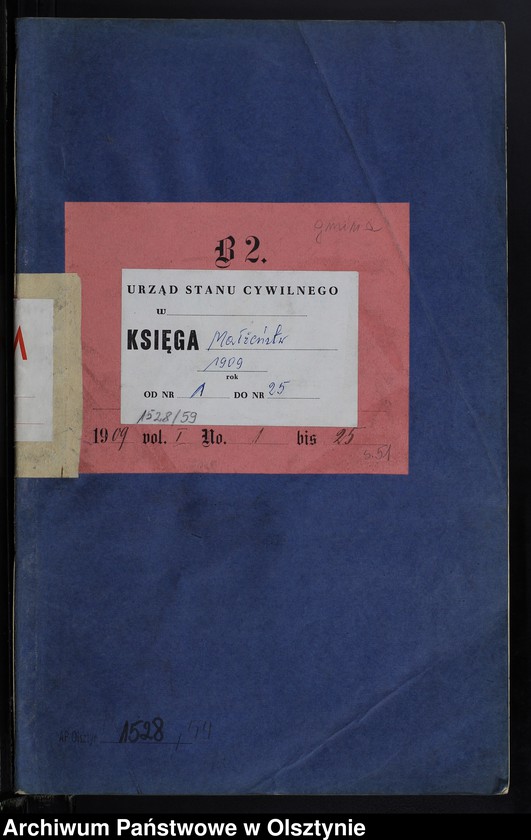 gmina
B 2.
URZĄD STANU CYWILNEGO
w
KSIĘGA Małżeństw
1909
rok
OD NR 1 DO NR 25
1528/59
1909 vol. I No. 1 bis 25
s. 51
M
1528
Archiwum Państwowe w Olsztynie